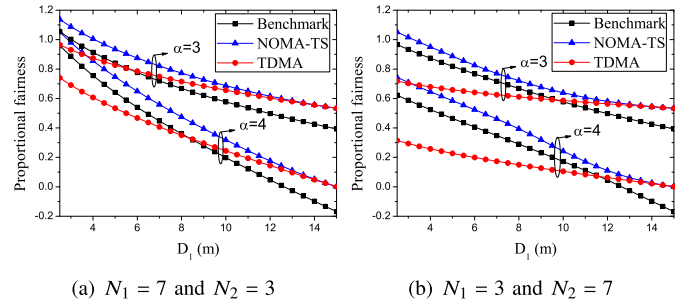 1.2
1.0
0.8
0.6
0.4
0.2
0.0
-0.2
Proportional fairness
Benchmark
NOMA-TS
TDMA
α=3
α=4
4 6 8 10 12 14
D1 (m)
(a) N1 = 7 and N2 = 3
1.2
1.0
0.8
0.6
0.4
0.2
0.0
-0.2
Proportional fairness
Benchmark
NOMA-TS
TDMA
α=3
α=4
4 6 8 10 12 14
D1 (m)
(b) N1 = 3 and N2 = 7